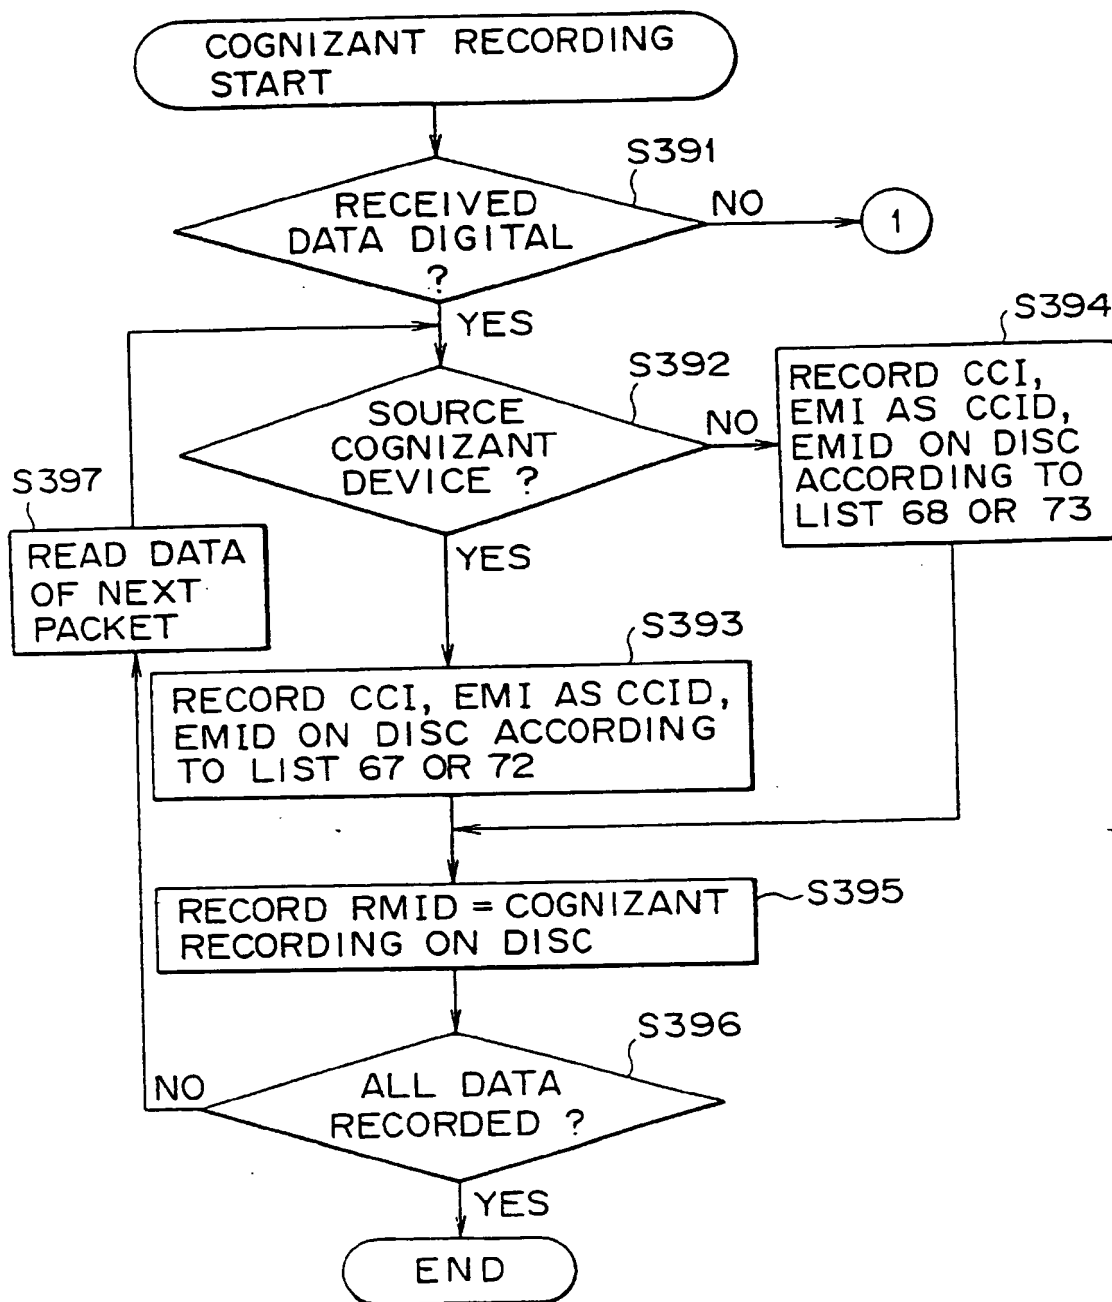 COGNIZANT RECORDING
START
S391
RECEIVED
DATA DIGITAL
?
NO
1
YES
S392
SOURCE
COGNIZANT
DEVICE ?
NO
S394
RECORD CCI,
EMI AS CCID,
EMID ON DISC
ACCORDING TO
LIST 68 OR 73
S397
READ DATA
OF NEXT
PACKET
YES
S393
RECORD CCI, EMI AS CCID,
EMID ON DISC ACCORDING
TO LIST 67 OR 72
S395
RECORD RMID = COGNIZANT
RECORDING ON DISC
S396
ALL DATA
RECORDED ?
NO
YES
END